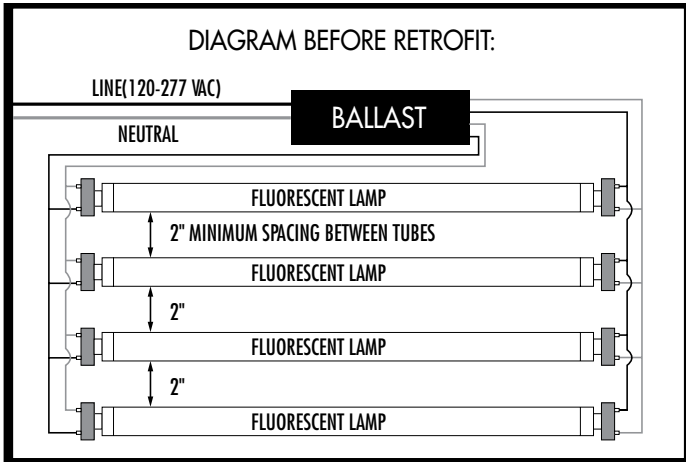 DIAGRAM BEFORE RETROFIT:
LINE(120-277 VAC)
BALLAST
NEUTRAL
FLUORESCENT LAMP
2" MINIMUM SPACING BETWEEN TUBES
FLUORESCENT LAMP
2"
FLUORESCENT LAMP
2"
FLUORESCENT LAMP